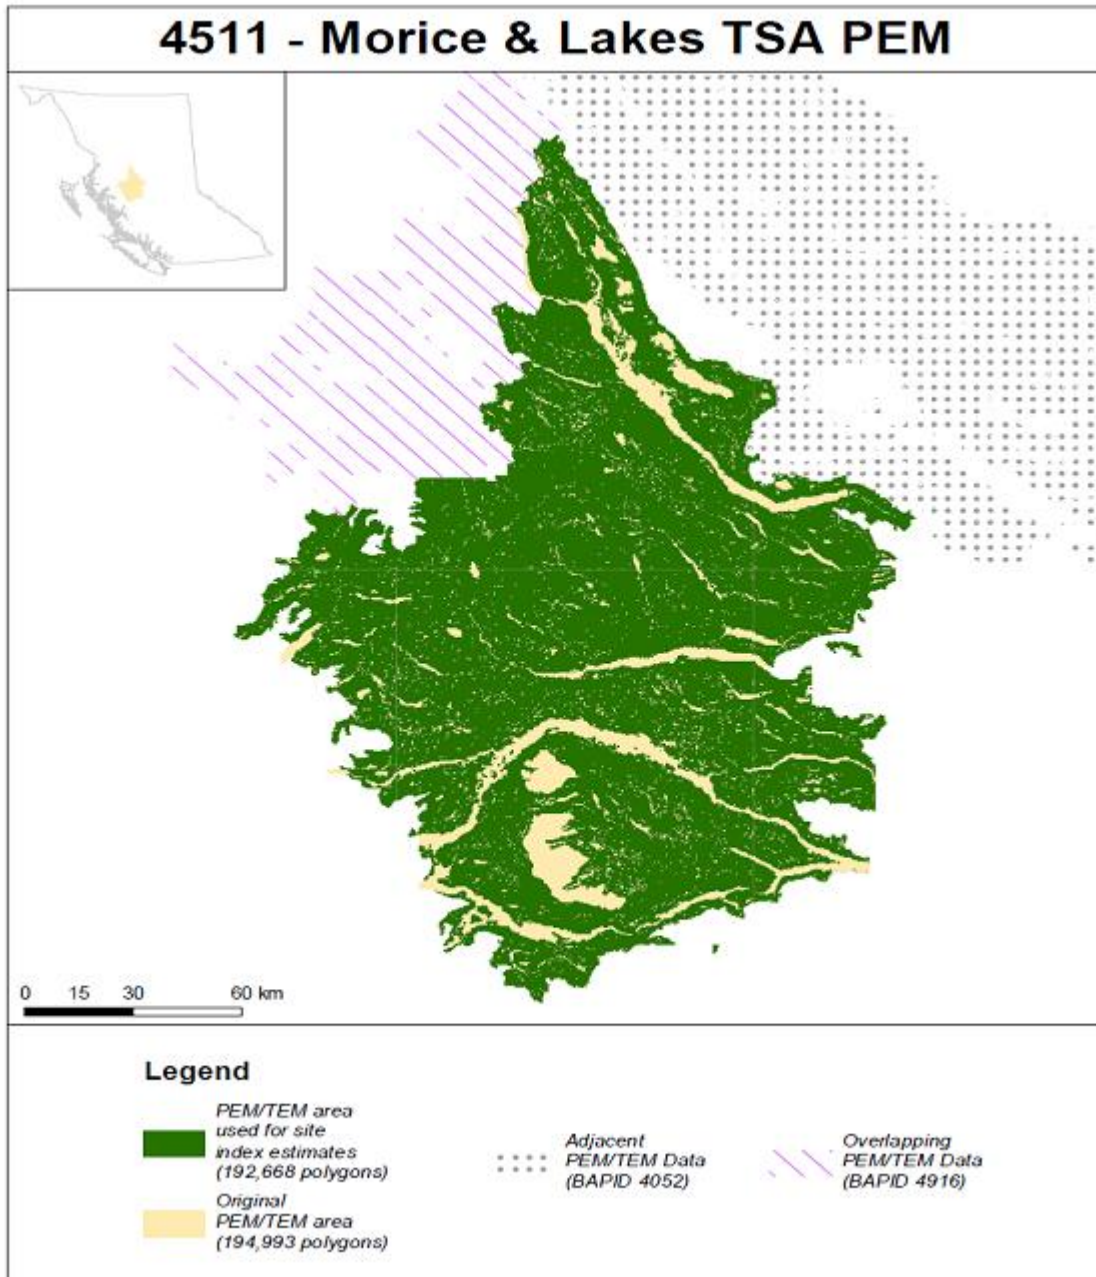 4511 - Morice & Lakes TSA PEM
0 15 30 60 km
Legend
PEM/TEM area
used for site
index estimates
(192,668 polygons)
Original
PEM/TEM area
(194,993 polygons)
Adjacent
PEM/TEM Data
(BAPID 4052)
Overlapping
PEM/TEM Data
(BAPID 4916)